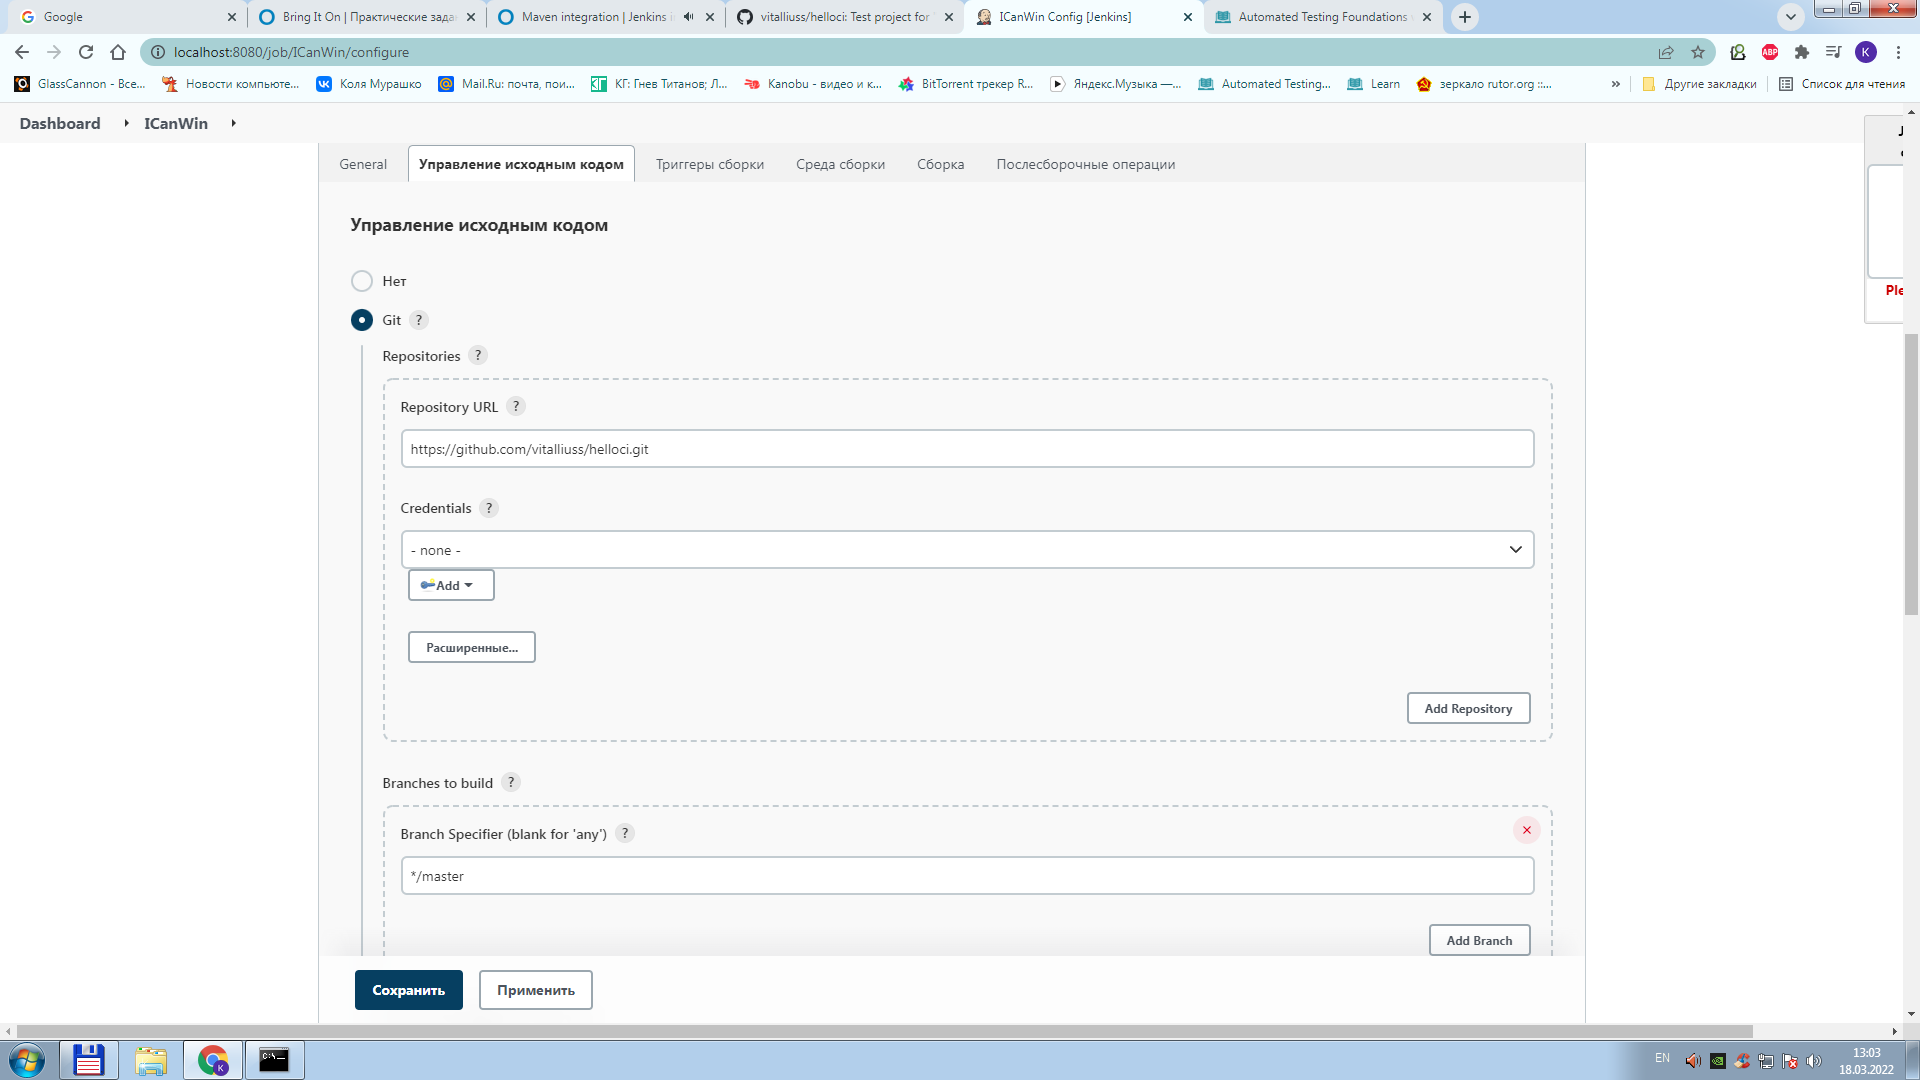 Google
Bring It On | Практические зада
Maven integration | Jenkins
vitalliuss/helloci: Test project for
ICanWin Config [Jenkins]
Automated Testing Foundations
localhost:8080/job/ICanWin/configure
ABP
K
GlassCannon - Все...
Новости компьюте...
Коля Мурашко
Mail.Ru: почта, пои...
КГ: Гнев Титанов; Л...
Kanobu - видео и к...
BitTorrent трекер R...
Яндекс.Музыка —...
Automated Testing...
Learn
зеркало rutor.org ::...
»
Другие закладки
Список для чтения
Dashboard
ICanWin
General
Управление исходным кодом
Триггеры сборки
Среда сборки
Сборка
Послесборочные операции
Управление исходным кодом
Нет
Git ?
Ple
Repositories ?
Repository URL ?
https://github.com/vitalliuss/helloci.git
Credentials ?
- none -
Add
Расширенные...
Add Repository
Branches to build ?
Branch Specifier (blank for 'any') ?
*/master
Add Branch
Сохранить
Применить
EN
13:03
18.03.2022